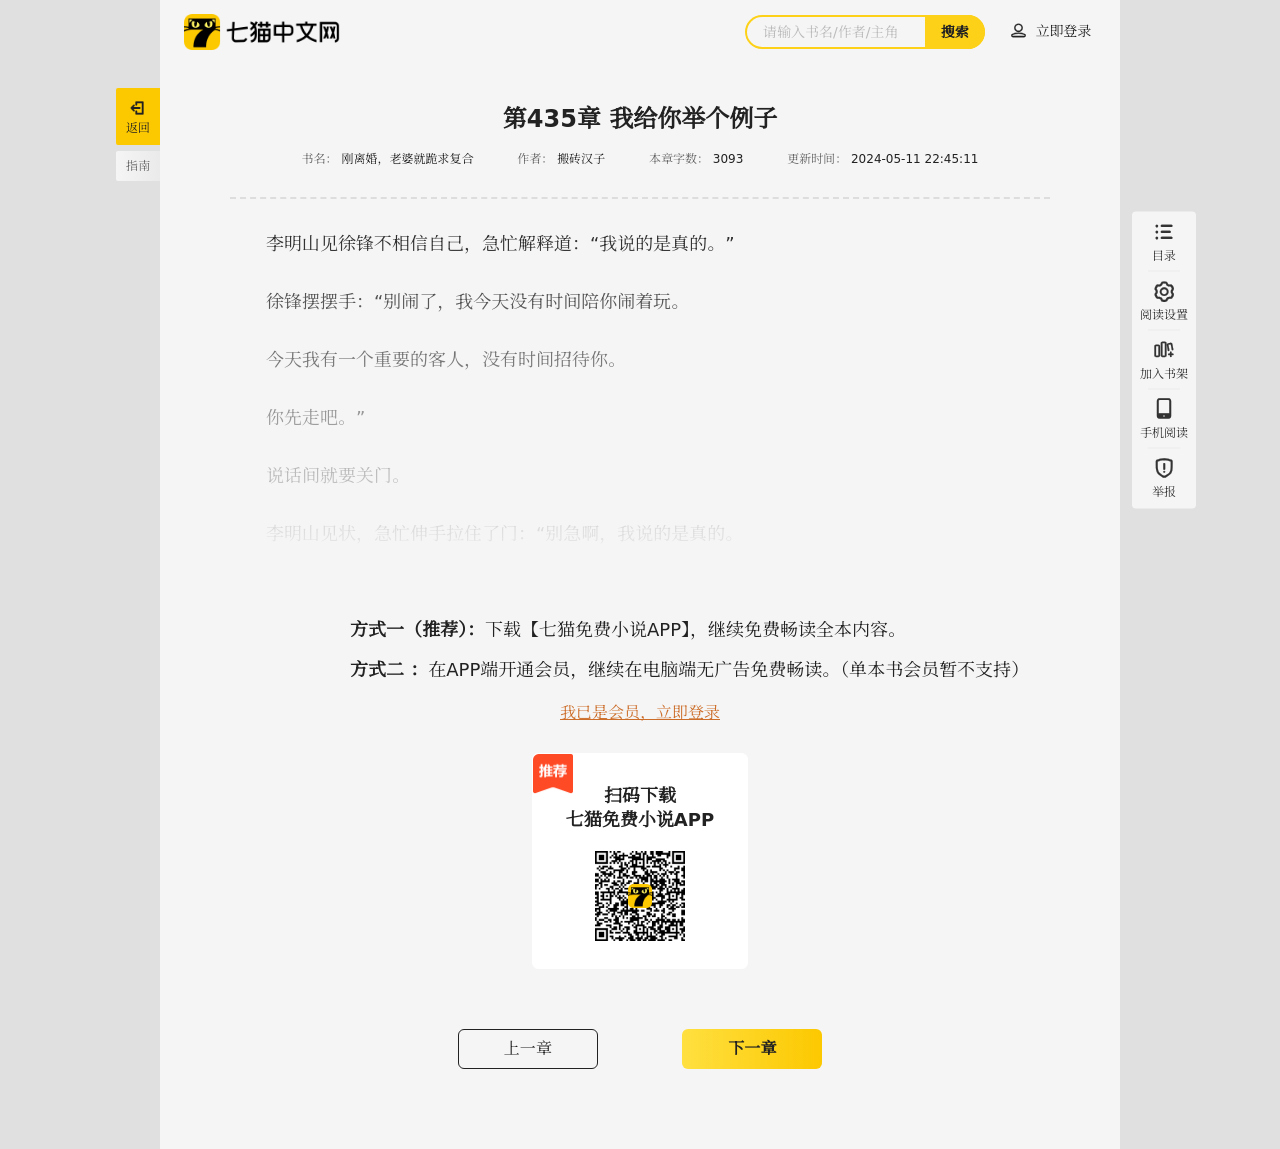 七猫中文网
请输入书名/作者/主角
搜索
立即登录
返回
指南
第435章 我给你举个例子
书名： 刚离婚，老婆就跪求复合 作者： 搬砖汉子 本章字数： 3093 更新时间： 2024-05-11 22:45:11
李明山见徐锋不相信自己，急忙解释道：“我说的是真的。”
徐锋摆摆手：“别闹了，我今天没有时间陪你闹着玩。
今天我有一个重要的客人，没有时间招待你。
你先走吧。”
说话间就要关门。
李明山见状，急忙伸手拉住了门：“别急啊，我说的是真的。
目录
阅读设置
加入书架
手机阅读
举报
方式一（推荐）： 下载【七猫免费小说APP】，继续免费畅读全本内容。
方式二 ： 在APP端开通会员，继续在电脑端无广告免费畅读。（单本书会员暂不支持）
我已是会员，立即登录
推荐
扫码下载
七猫免费小说APP
上一章
下一章